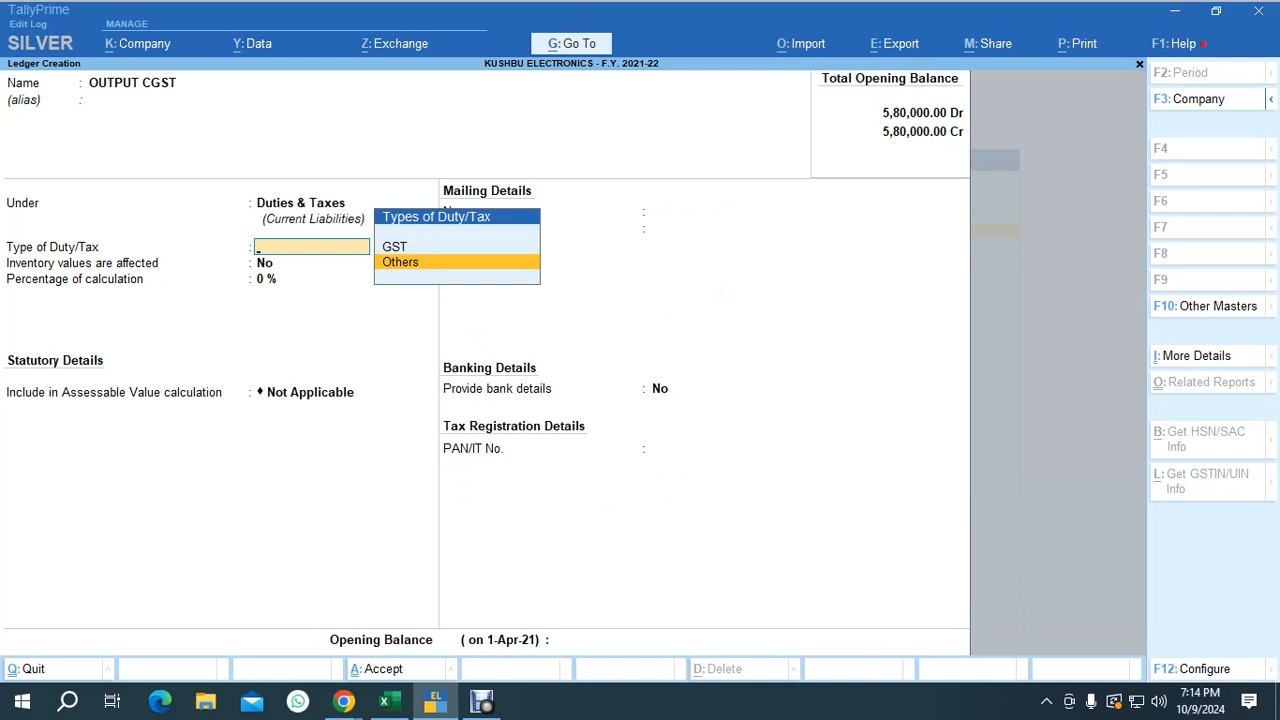 TallyPrime
Edit Log
MANAGE
SILVER
K: Company
Y: Data
Z: Exchange
G: Go To
O: Import
E: Export
M: Share
P: Print
F1: Help
Ledger Creation
KUSHBU ELECTRONICS - F.Y. 2021-22
Name : OUTPUT CGST
(alias) :
Total Opening Balance
5,80,000.00 Dr
5,80,000.00 Cr
Under : Duties & Taxes
(Current Liabilities)
Type of Duty/Tax :
Inventory values are affected : No
Percentage of calculation : 0 %
Types of Duty/Tax
GST
Others
Mailing Details
:
:
Statutory Details
Include in Assessable Value calculation : ♦ Not Applicable
Banking Details
Provide bank details : No
Tax Registration Details
PAN/IT No. :
Opening Balance ( on 1-Apr-21) :
F2: Period
F3: Company
F4
F5
F6
F7
F8
F9
F10: Other Masters
I: More Details
O: Related Reports
B: Get HSN/SAC
Info
L: Get GSTIN/UIN
Info
Q: Quit
A: Accept
D: Delete
F12: Configure
EL
7:14 PM
10/9/2024